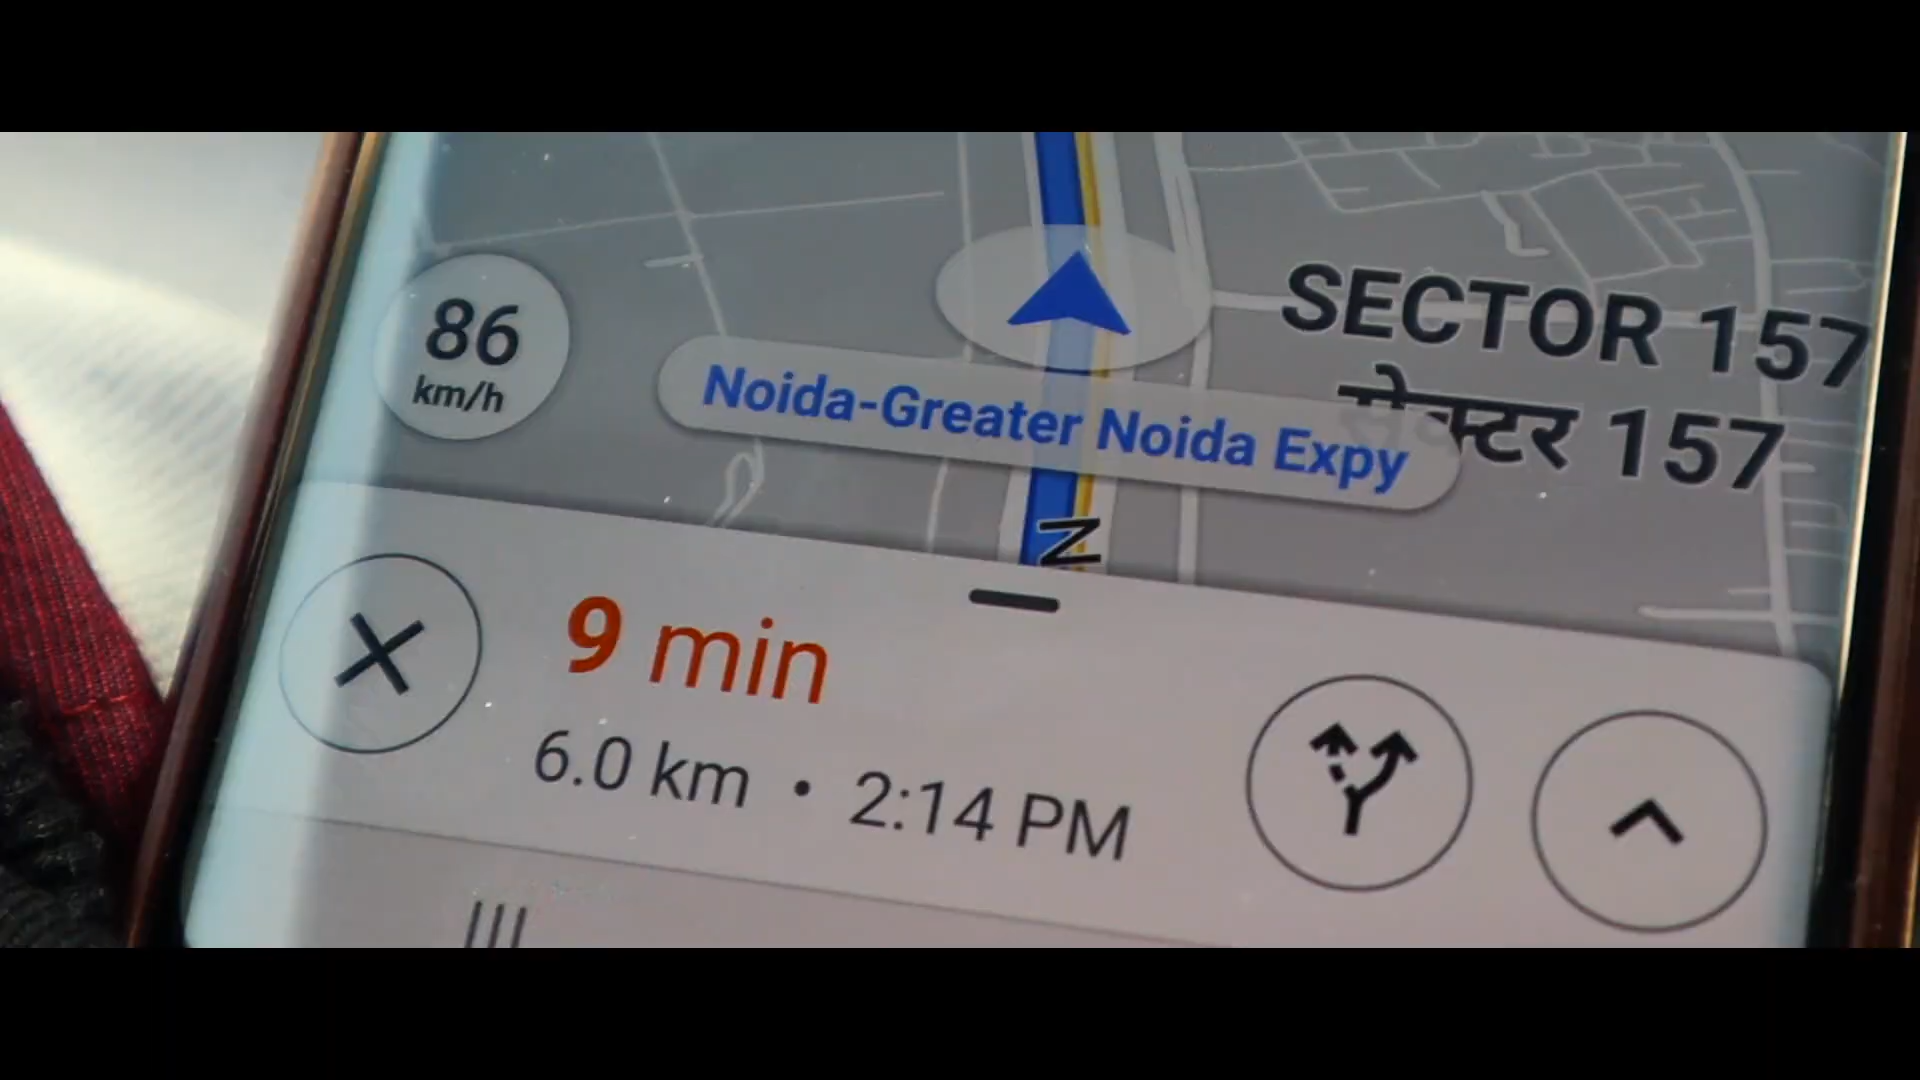 86
km/h
SECTOR 157
सेक्टर 157
Noida-Greater Noida Expy
N
9 min
6.0 km · 2:14 PM